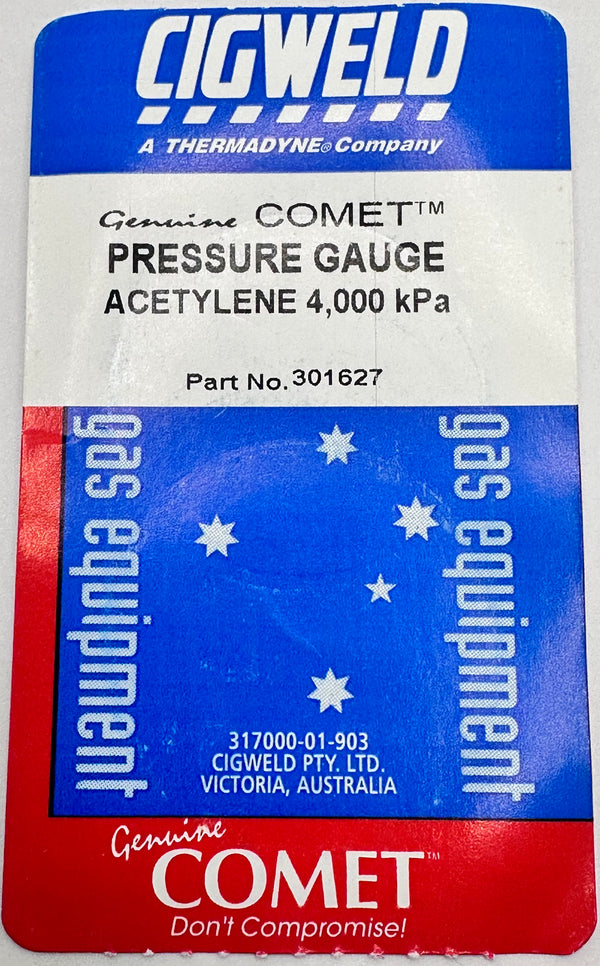 CIGWELD
A THERMADYNE® Company
Genuine COMET™
PRESSURE GAUGE
ACETYLENE 4,000 kPa
Part No. 301627
gas equipment
gas equipment
317000-01-903
CIGWELD PTY. LTD.
VICTORIA, AUSTRALIA
Genuine
COMET™
Don't Compromise!